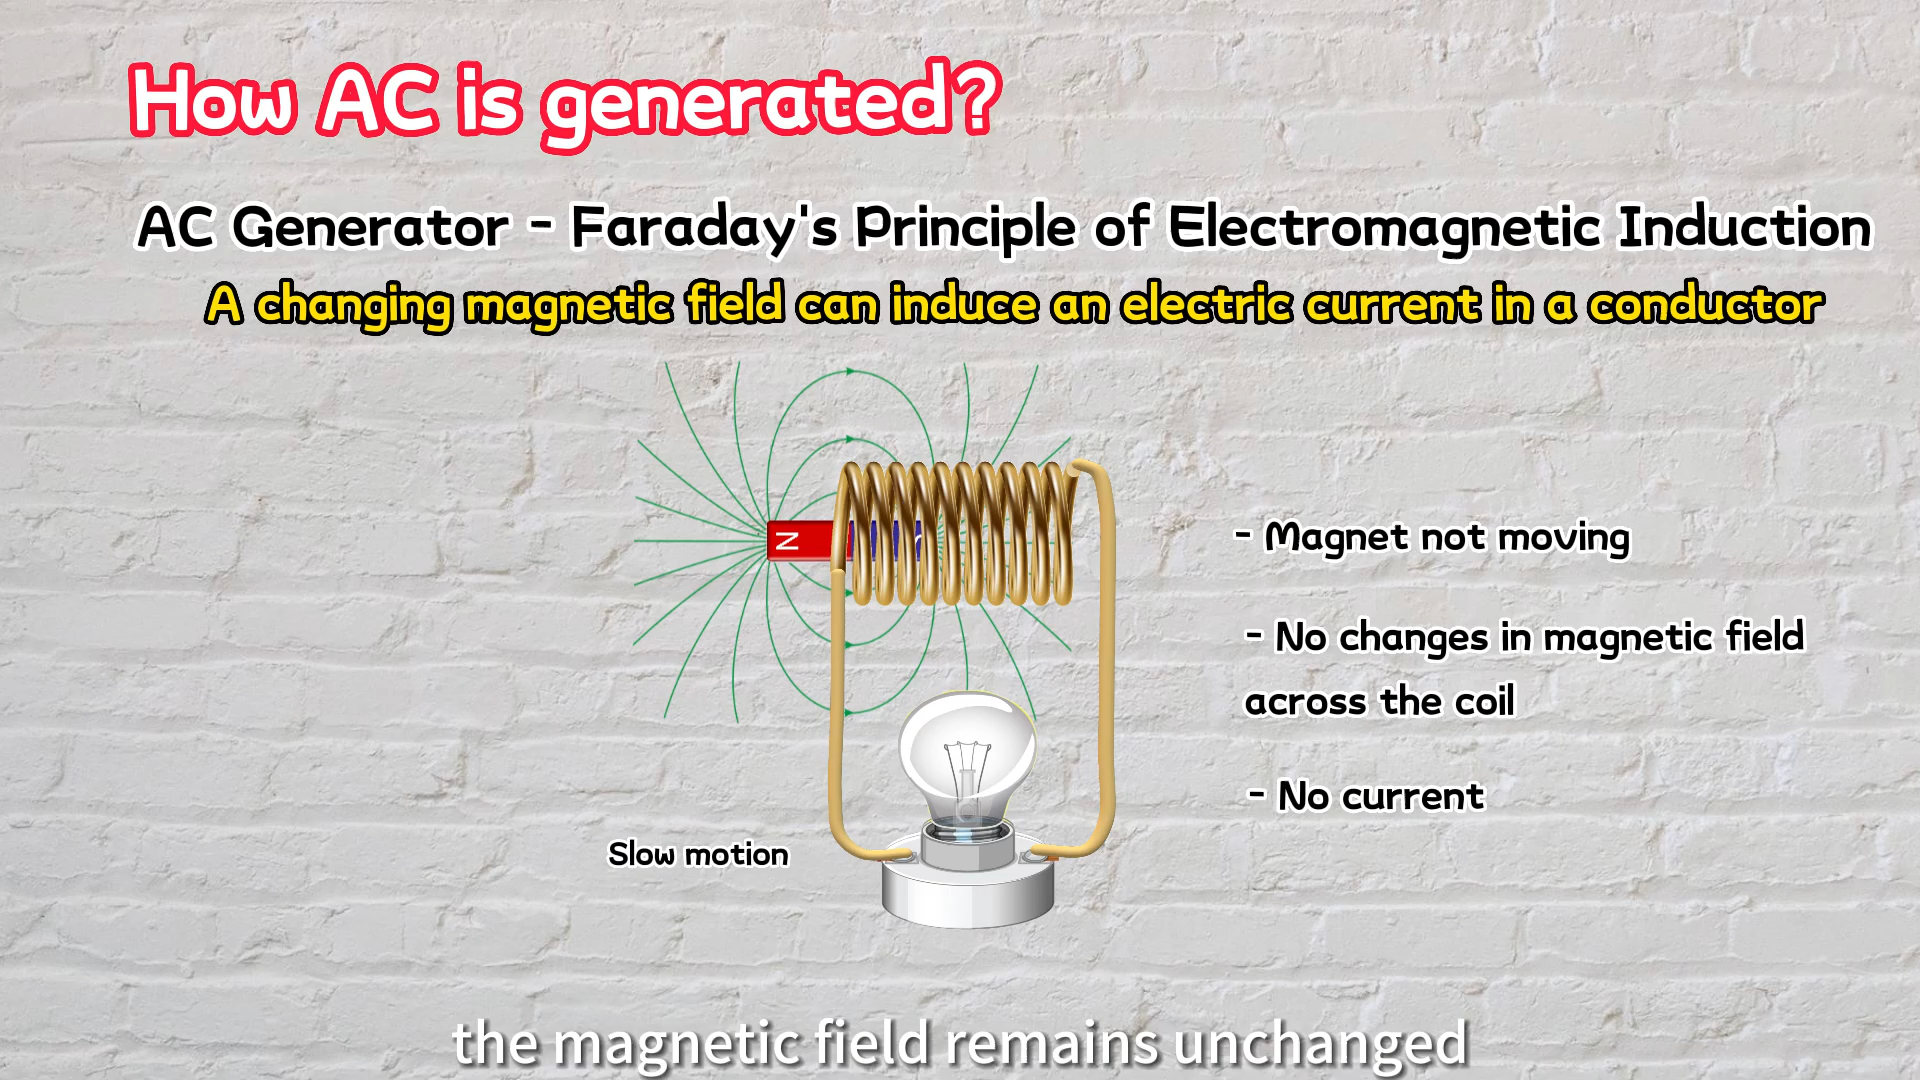 How AC is generated?
AC Generator - Faraday's Principle of Electromagnetic Induction
A changing magnetic field can induce an electric current in a conductor
N
- Magnet not moving
- No changes in magnetic field
across the coil
- No current
Slow motion
the magnetic field remains unchanged